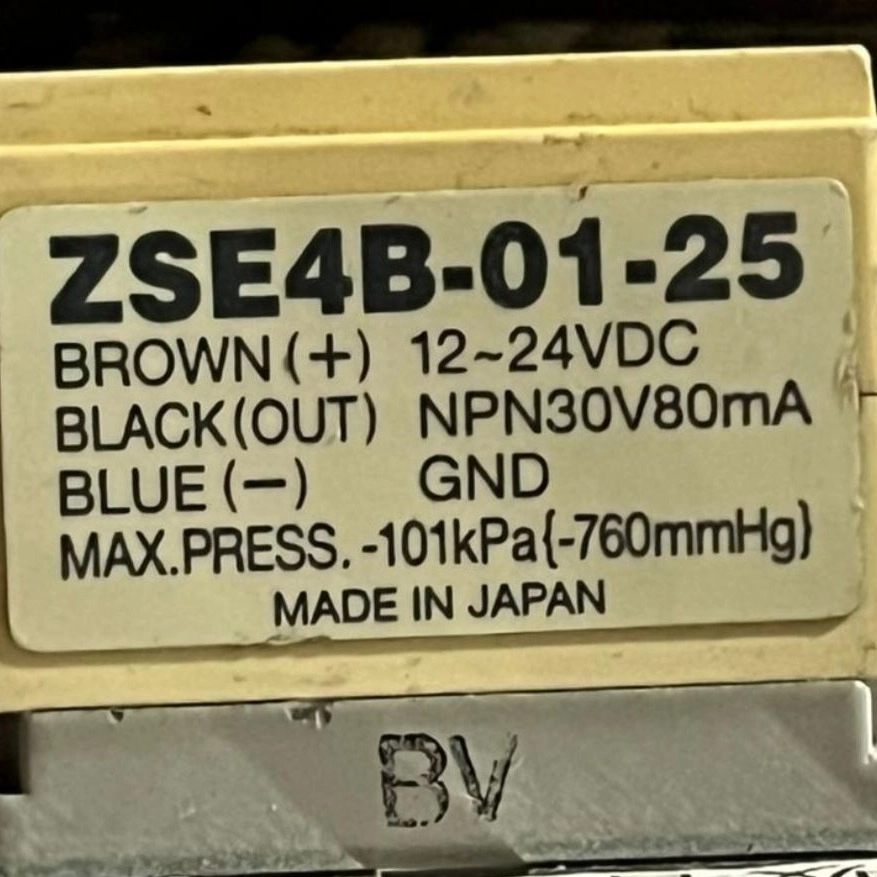 ZSE4B-01-25
BROWN(+) 12~24VDC
BLACK(OUT) NPN30V80mA
BLUE(−) GND
MAX.PRESS. -101kPa{-760mmHg}
MADE IN JAPAN
BV